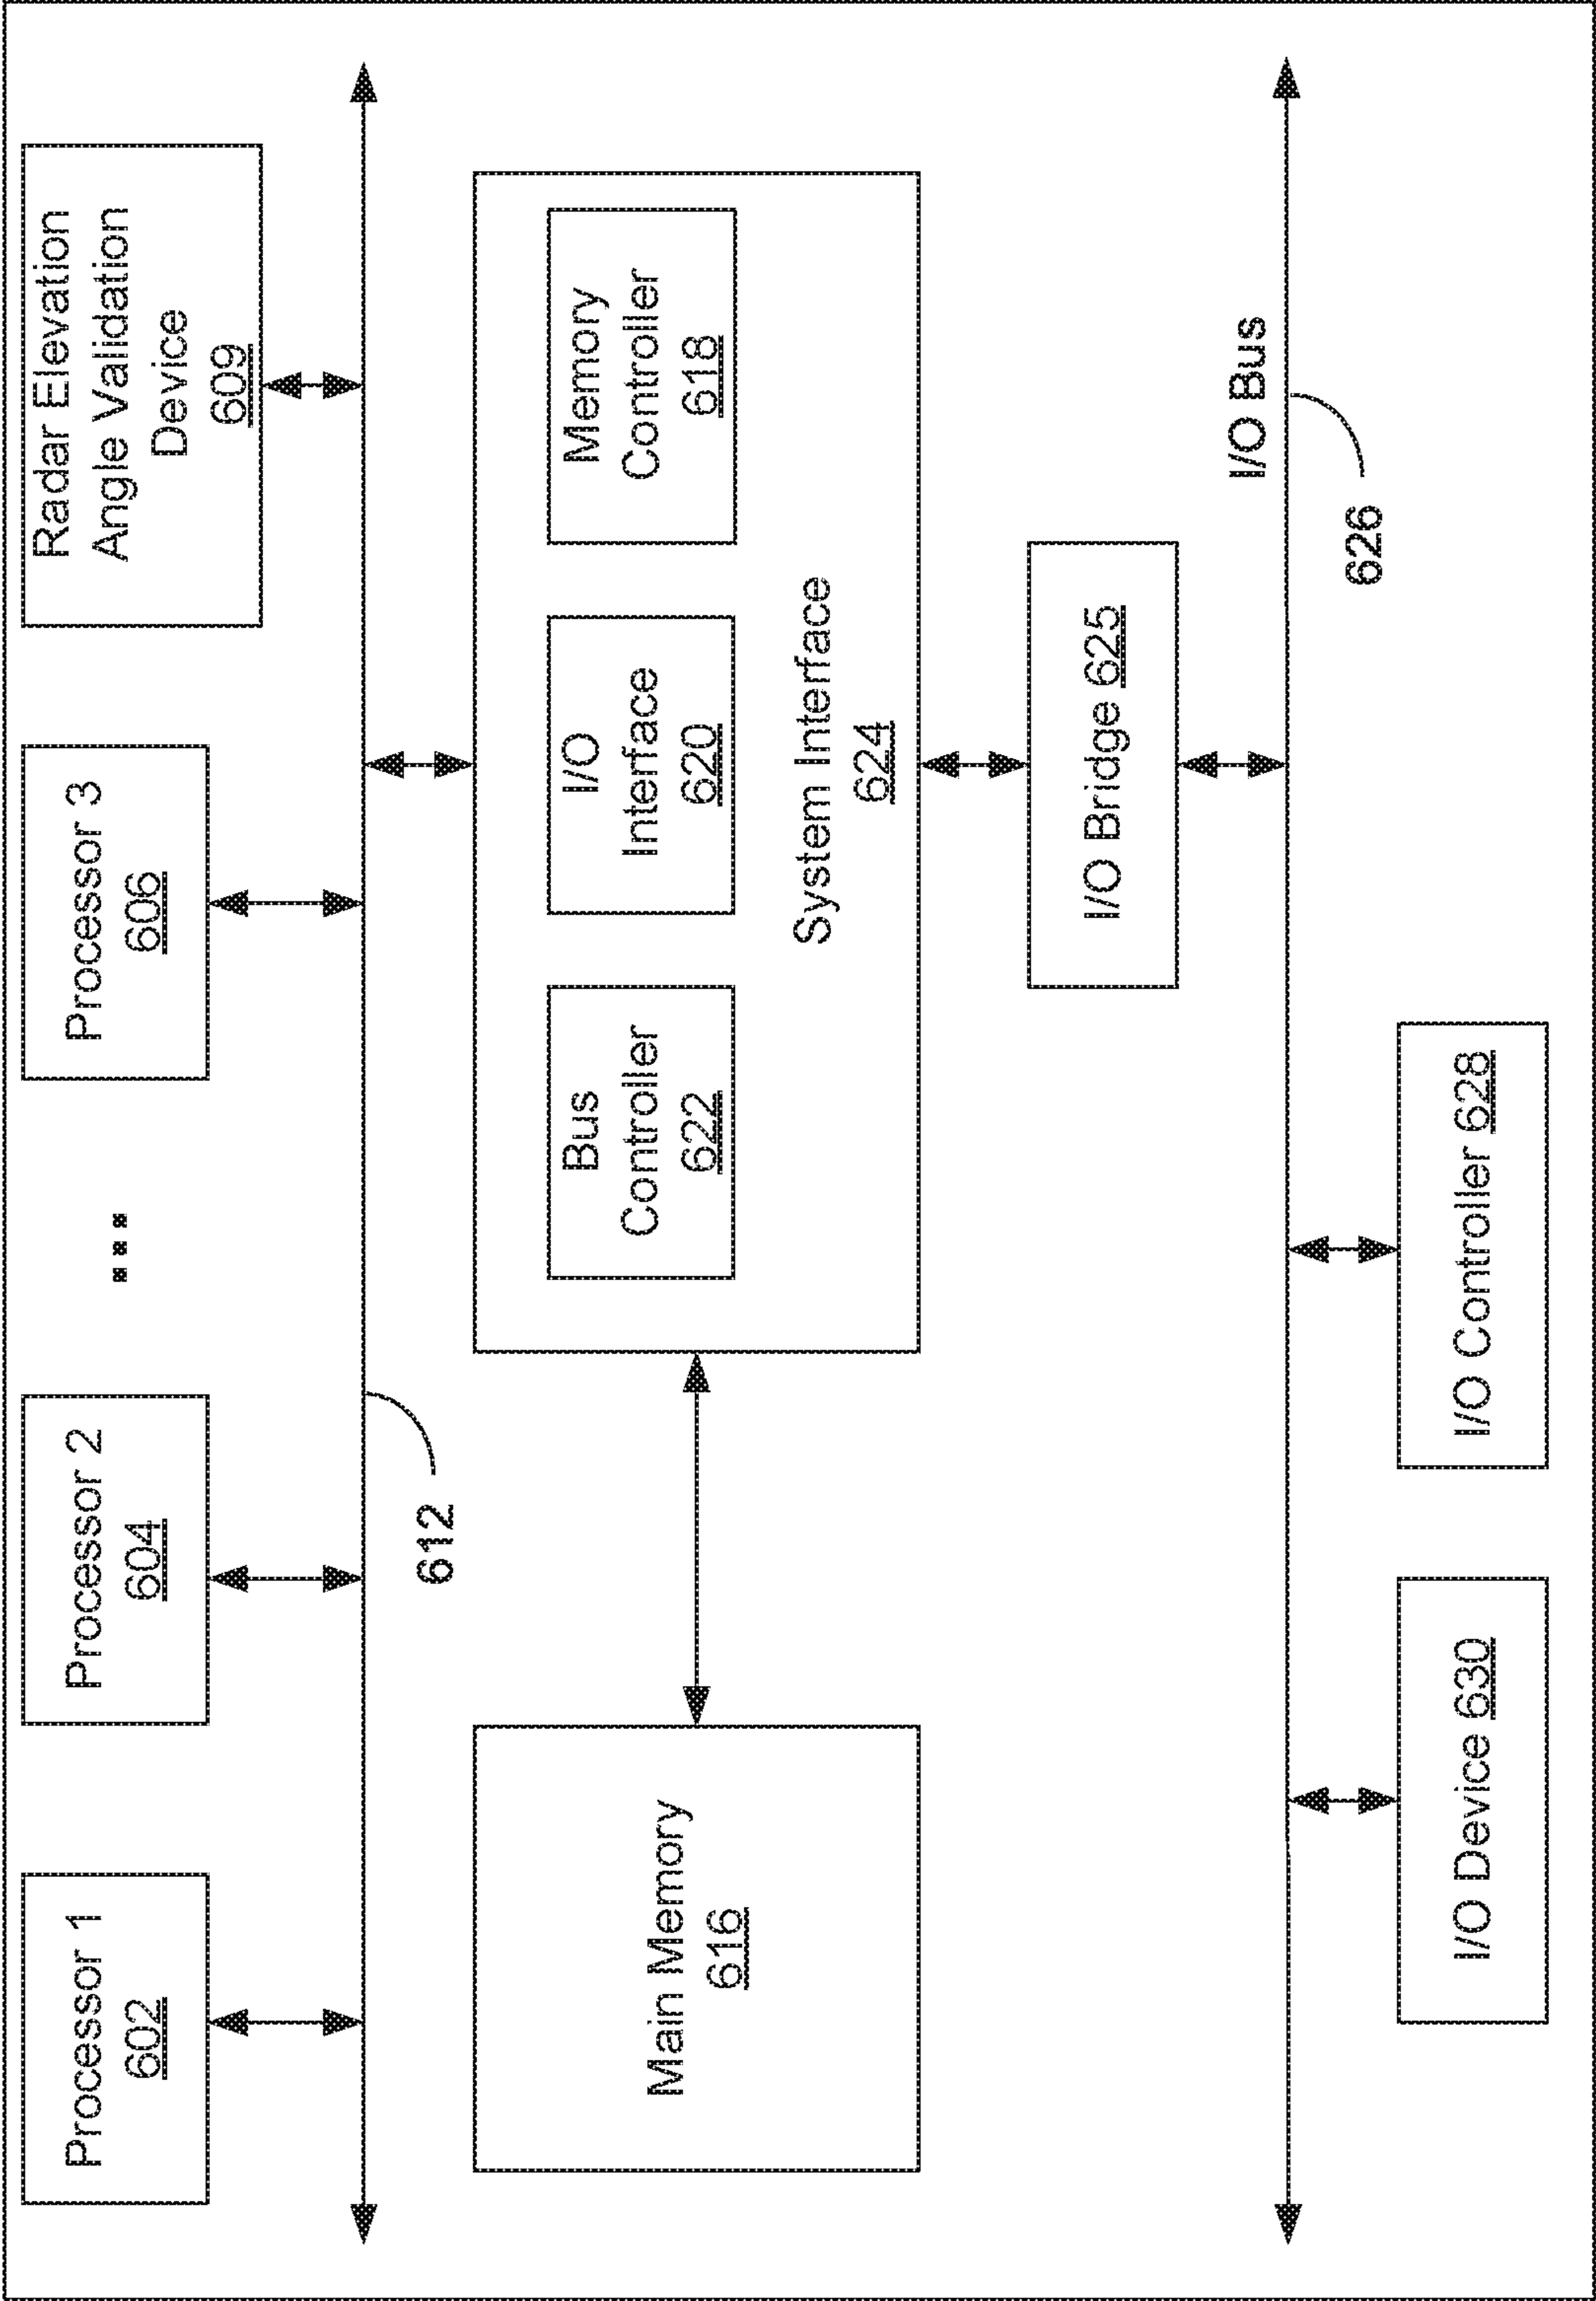 Processor 1
602
Processor 2
604
...
Processor 3
606
Radar Elevation
Angle Validation
Device
609
612
Main Memory
616
Bus
Controller
622
I/O
Interface
620
Memory
Controller
618
System Interface
624
I/O Bridge 625
I/O Bus
626
I/O Device 630
I/O Controller 628